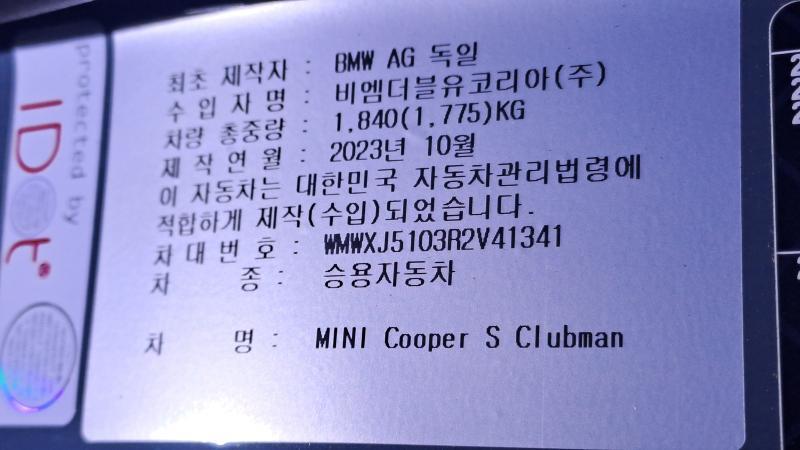 protected by
IDat®
최초 제작자 : BMW AG 독일
수 입 자 명 : 비엠더블유코리아(주)
차량 총중량 : 1,840(1,775)KG
제 작 연 월 : 2023년 10월
이 자동차는 대한민국 자동차관리법령에
적합하게 제작(수입)되었습니다.
차 대 번 호 : WMWXJ5103R2V41341
차 종 : 승용자동차
차 명 : MINI Cooper S Clubman